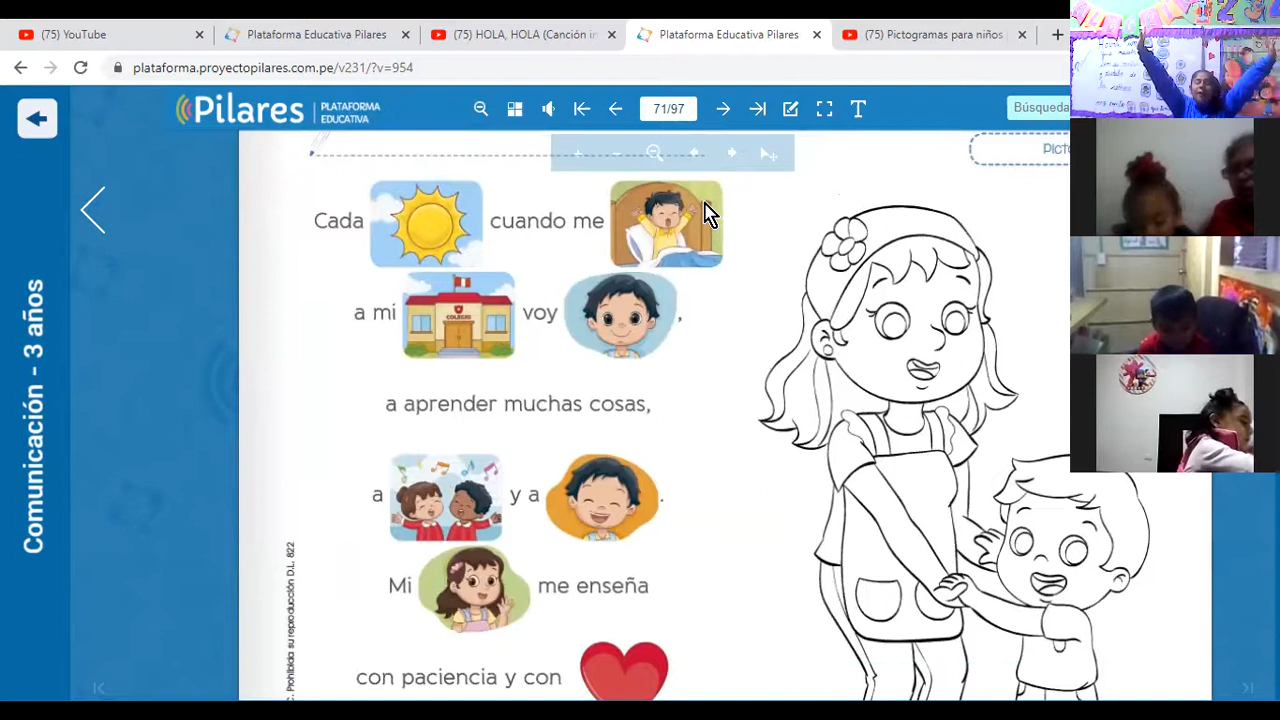 (75) YouTube
Plataforma Educativa Pilares
(75) HOLA, HOLA (Canción in
Plataforma Educativa Pilares
(75) Pictogramas para niños
plataforma.proyectopilares.com.pe/v231/?v=954
Pilares
PLATAFORMA
EDUCATIVA
71/97
Búsqueda
Cada cuando me
a mi COLEGIO voy ,
a aprender muchas cosas,
a y a .
Mi me enseña
con paciencia y con
Comunicación - 3 años
C. Prohibida su reproducción D.L. 822